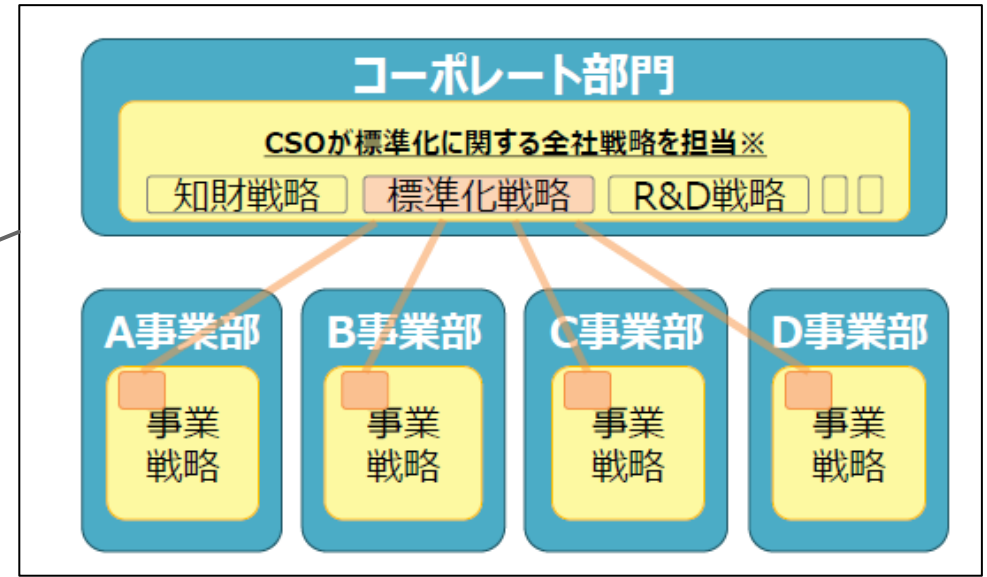 コーポレート部門
CSOが標準化に関する全社戦略を担当※
知財戦略 標準化戦略 R&D戦略
A事業部 B事業部 C事業部 D事業部
事業 事業 事業 事業
戦略 戦略 戦略 戦略